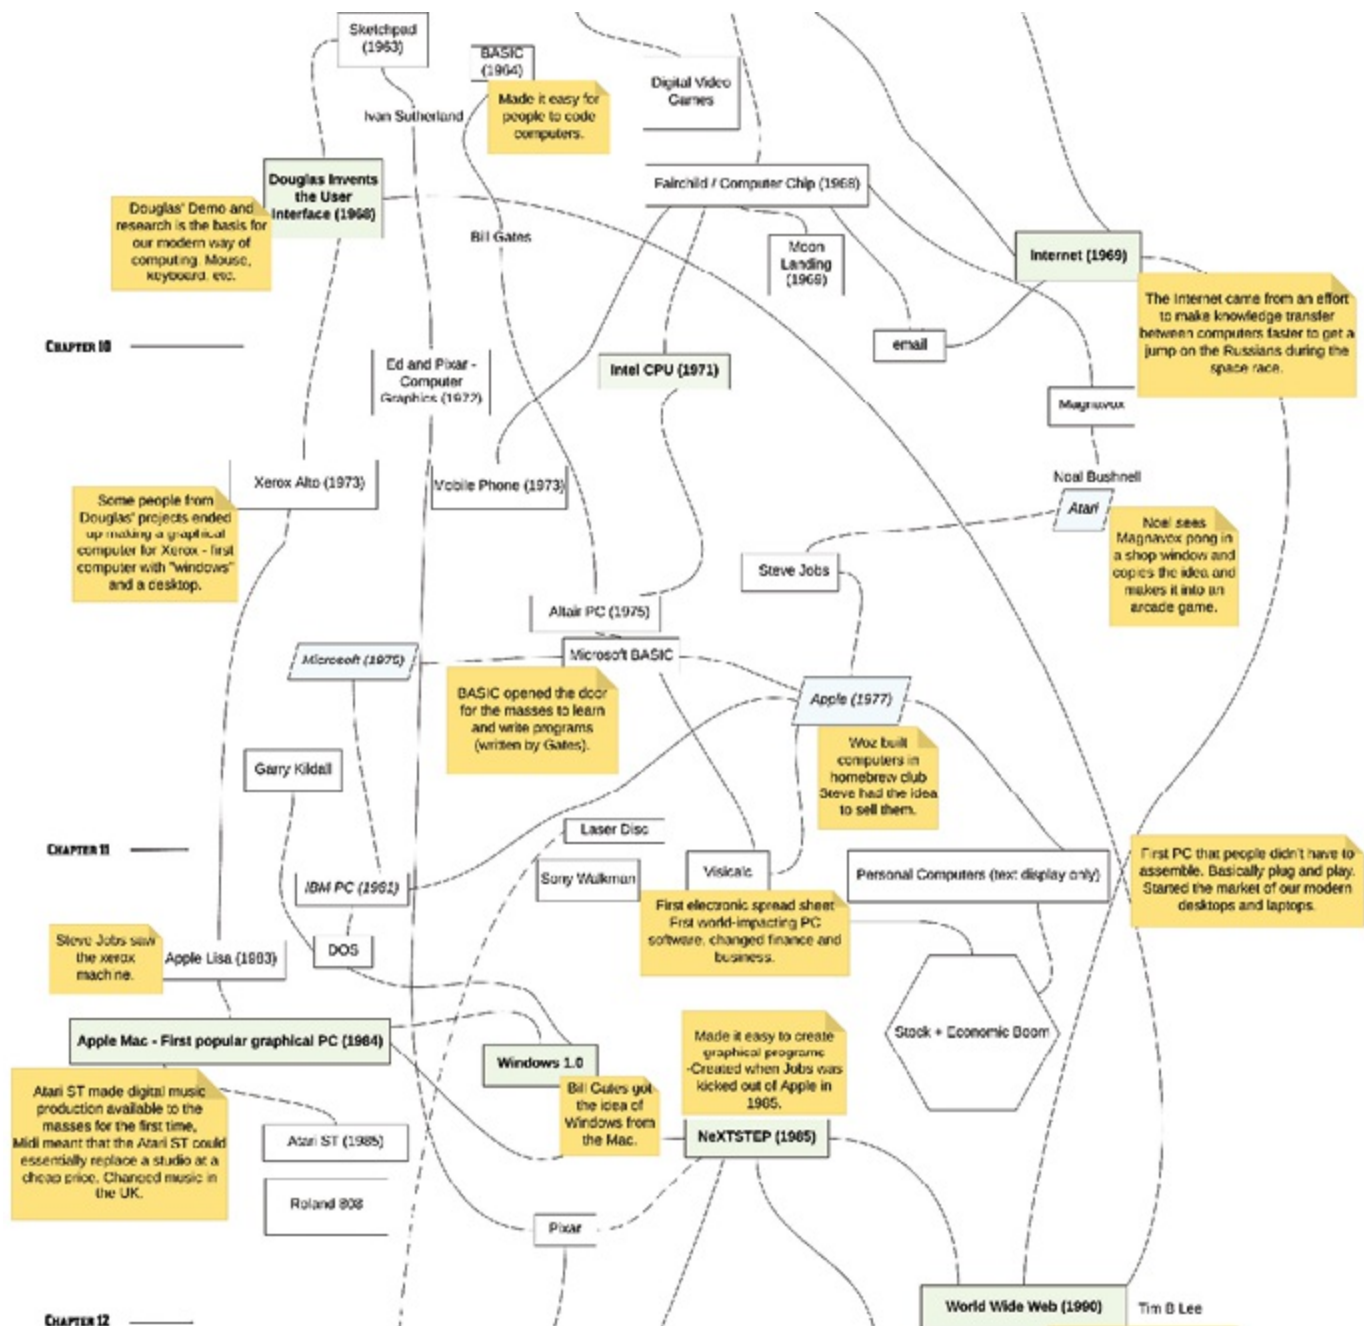 Sketchpad
(1963)
BASIC
(1964)
Digital Video
Games
Made it easy for
people to code
computers.
Ivan Sutherland
Douglas Invents
the User
Interface (1968)
Fairchild / Computer Chip (1968)
Douglas' Demo and
research is the basis for
our modern way of
computing. Mouse,
keyboard, etc.
Bill Gates
Moon
Landing
(1969)
Internet (1969)
The Internet came from an effort
to make knowledge transfer
between computers faster to get a
jump on the Russians during the
space race.
CHAPTER 10
email
Ed and Pixar -
Computer
Graphics (1972)
Intel CPU (1971)
Magnavox
Xerox Alto (1973)
Mobile Phone (1973)
Noal Bushnell
Atari
Some people from
Douglas' projects ended
up making a graphical
computer for Xerox - first
computer with "windows"
and a desktop.
Noel sees
Magnavox pong in
a shop window and
copies the idea and
makes it into an
arcade game.
Steve Jobs
Altair PC (1975)
Microsoft (1975)
Microsoft BASIC
BASIC opened the door
for the masses to learn
and write programs
(written by Gates).
Apple (1977)
Woz built
computers in
homebrew club
Steve had the idea
to sell them.
Garry Kildall
Laser Disc
CHAPTER 11
IBM PC (1981)
Sony Walkman
Visicalc
Personal Computers (text display only)
First PC that people didn't have to
assemble. Basically plug and play.
Started the market of our modern
desktops and laptops.
First electronic spread sheet
First world-impacting PC
software, changed finance and
business.
Steve Jobs saw
the xerox
machine.
Apple Lisa (1983)
DOS
Stock + Economic Boom
Apple Mac - First popular graphical PC (1984)
Windows 1.0
Made it easy to create
graphical programs
-Created when Jobs was
kicked out of Apple in
1985.
Bill Gates got
the idea of
Windows from
the Mac.
Atari ST made digital music
production available to the
masses for the first time,
Midi meant that the Atari ST could
essentially replace a studio at a
cheap price. Changed music in
the UK.
Atari ST (1985)
NeXTSTEP (1985)
Roland 808
Pixar
World Wide Web (1990)
Tim B Lee
CHAPTER 12